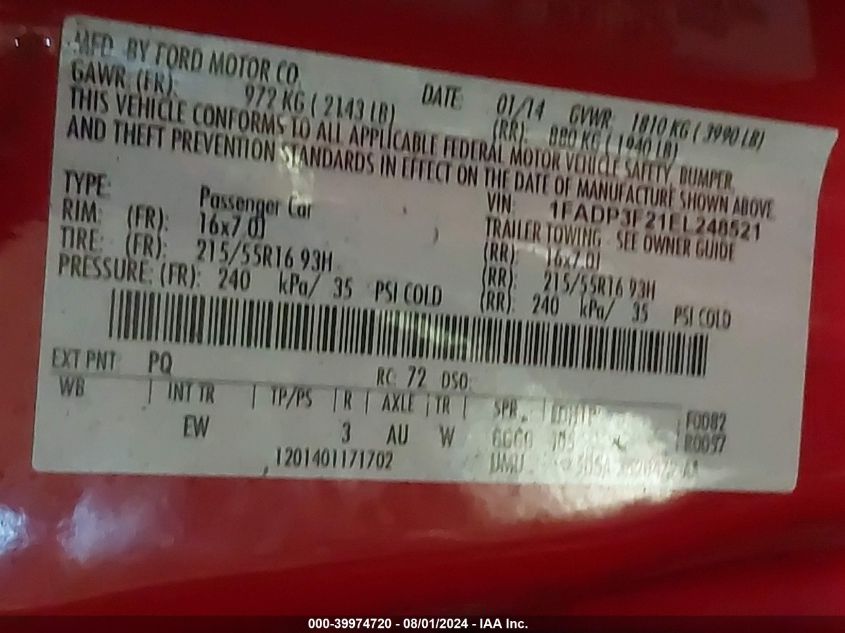 MFD. BY FORD MOTOR CO.
DATE: 01/14 GVWR: 1810 KG ( 3990 LB)
GAWR: (FR): 972 KG ( 2143 LB) (RR): 880 KG ( 1940 LB)
THIS VEHICLE CONFORMS TO ALL APPLICABLE FEDERAL MOTOR VEHICLE SAFETY, BUMPER,
AND THEFT PREVENTION STANDARDS IN EFFECT ON THE DATE OF MANUFACTURE SHOWN ABOVE.
VIN: 1FADP3F21EL248521
TYPE: Passenger Car TRAILER TOWING - SEE OWNER GUIDE
RIM: (FR): 16x7.0J (RR): 16x7.0J
TIRE: (FR): 215/55R16 93H (RR): 215/55R16 93H
PRESSURE: (FR): 240 kPa/ 35 PSI COLD (RR): 240 kPa/ 35 PSI COLD
EXT PNT: PQ RC: 72 DSO:
WB | INT TR | TP/PS | R | AXLE | TR | SPR
F0082
EW 3 AU W GGGG
R0097
1201401171702 UMU
000-39974720 - 08/01/2024 - IAA Inc.